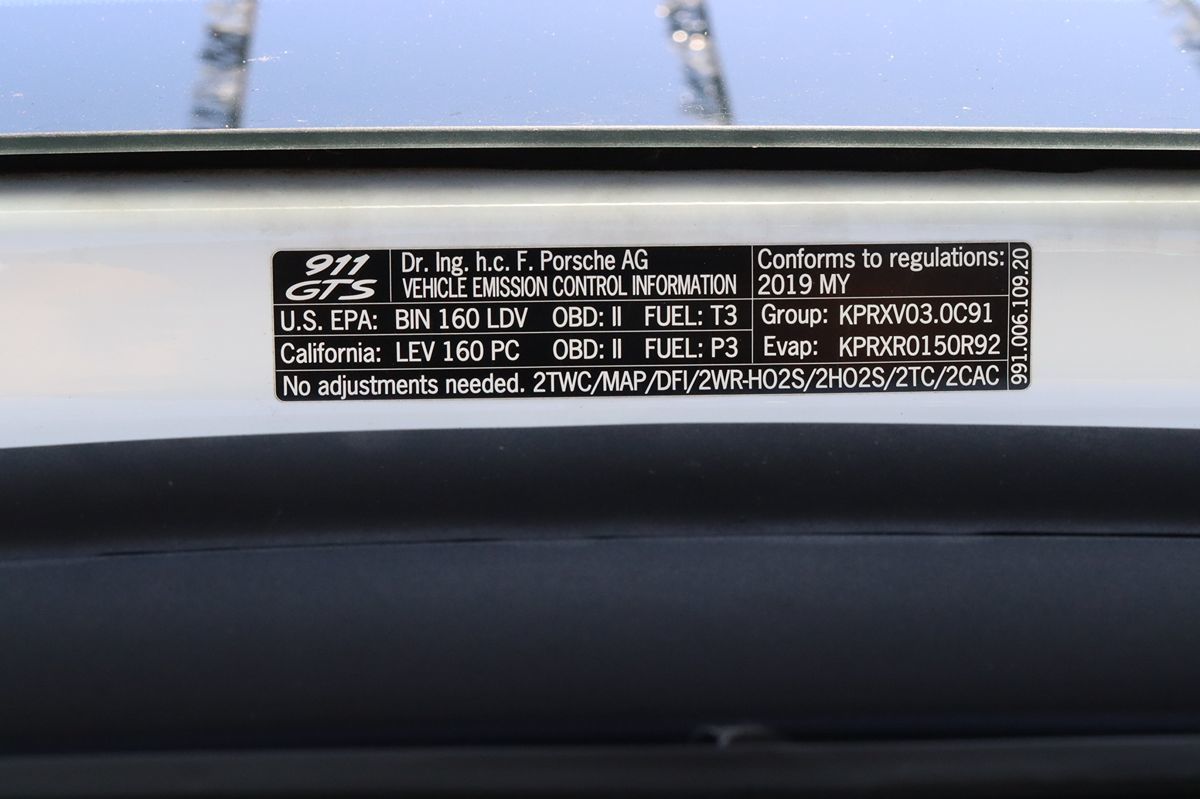 911
GTS
Dr. Ing. h.c. F. Porsche AG
VEHICLE EMISSION CONTROL INFORMATION
Conforms to regulations:
2019 MY
U.S. EPA: BIN 160 LDV OBD: II FUEL: T3
California: LEV 160 PC OBD: II FUEL: P3
Group: KPRXV03.0C91
Evap: KPRXR0150R92
No adjustments needed. 2TWC/MAP/DFI/2WR-HO2S/2HO2S/2TC/2CAC
991.006.109.20